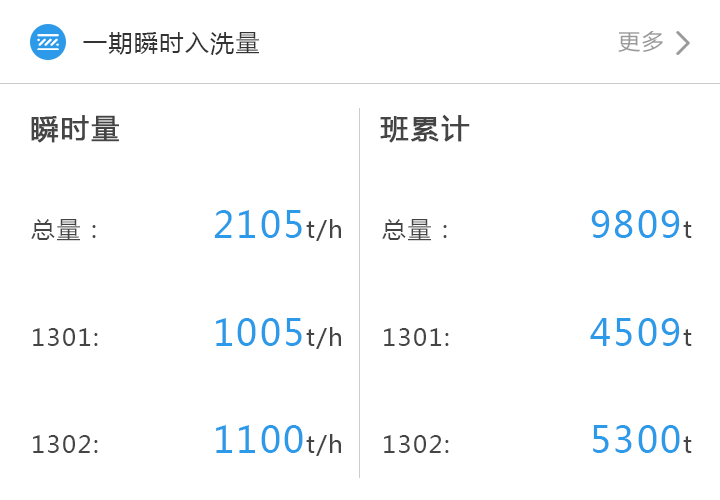 一期瞬时入洗量
更多
瞬时量
总量：2105t/h
1301: 1005t/h
1302: 1100t/h
班累计
总量：9809t
1301: 4509t
1302: 5300t